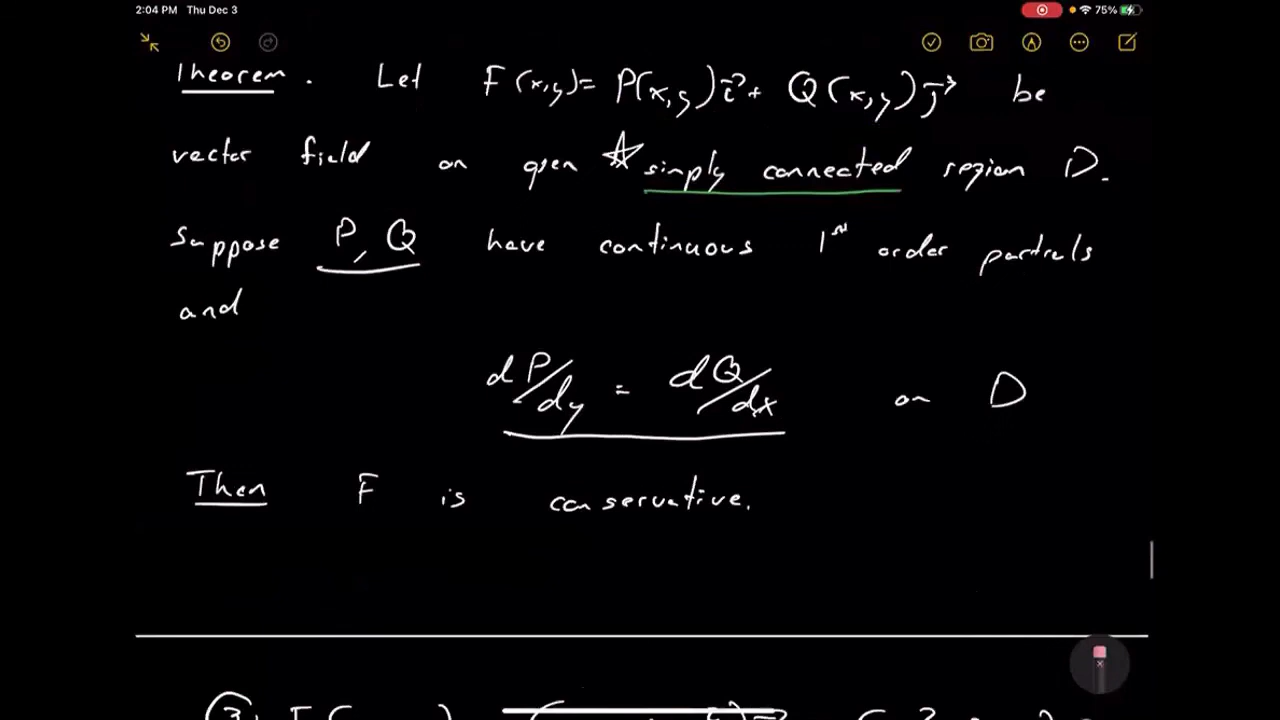 2:04 PM Thu Dec 3
75%
Theorem. Let F(x,y)= P(x,y)i⃗ + Q(x,y)j⃗ be
vector field on open ☆ simply connected region D.
Suppose P, Q have continuous 1st order partials
and
dP/dy = dQ/dx on D
Then F is conservative.